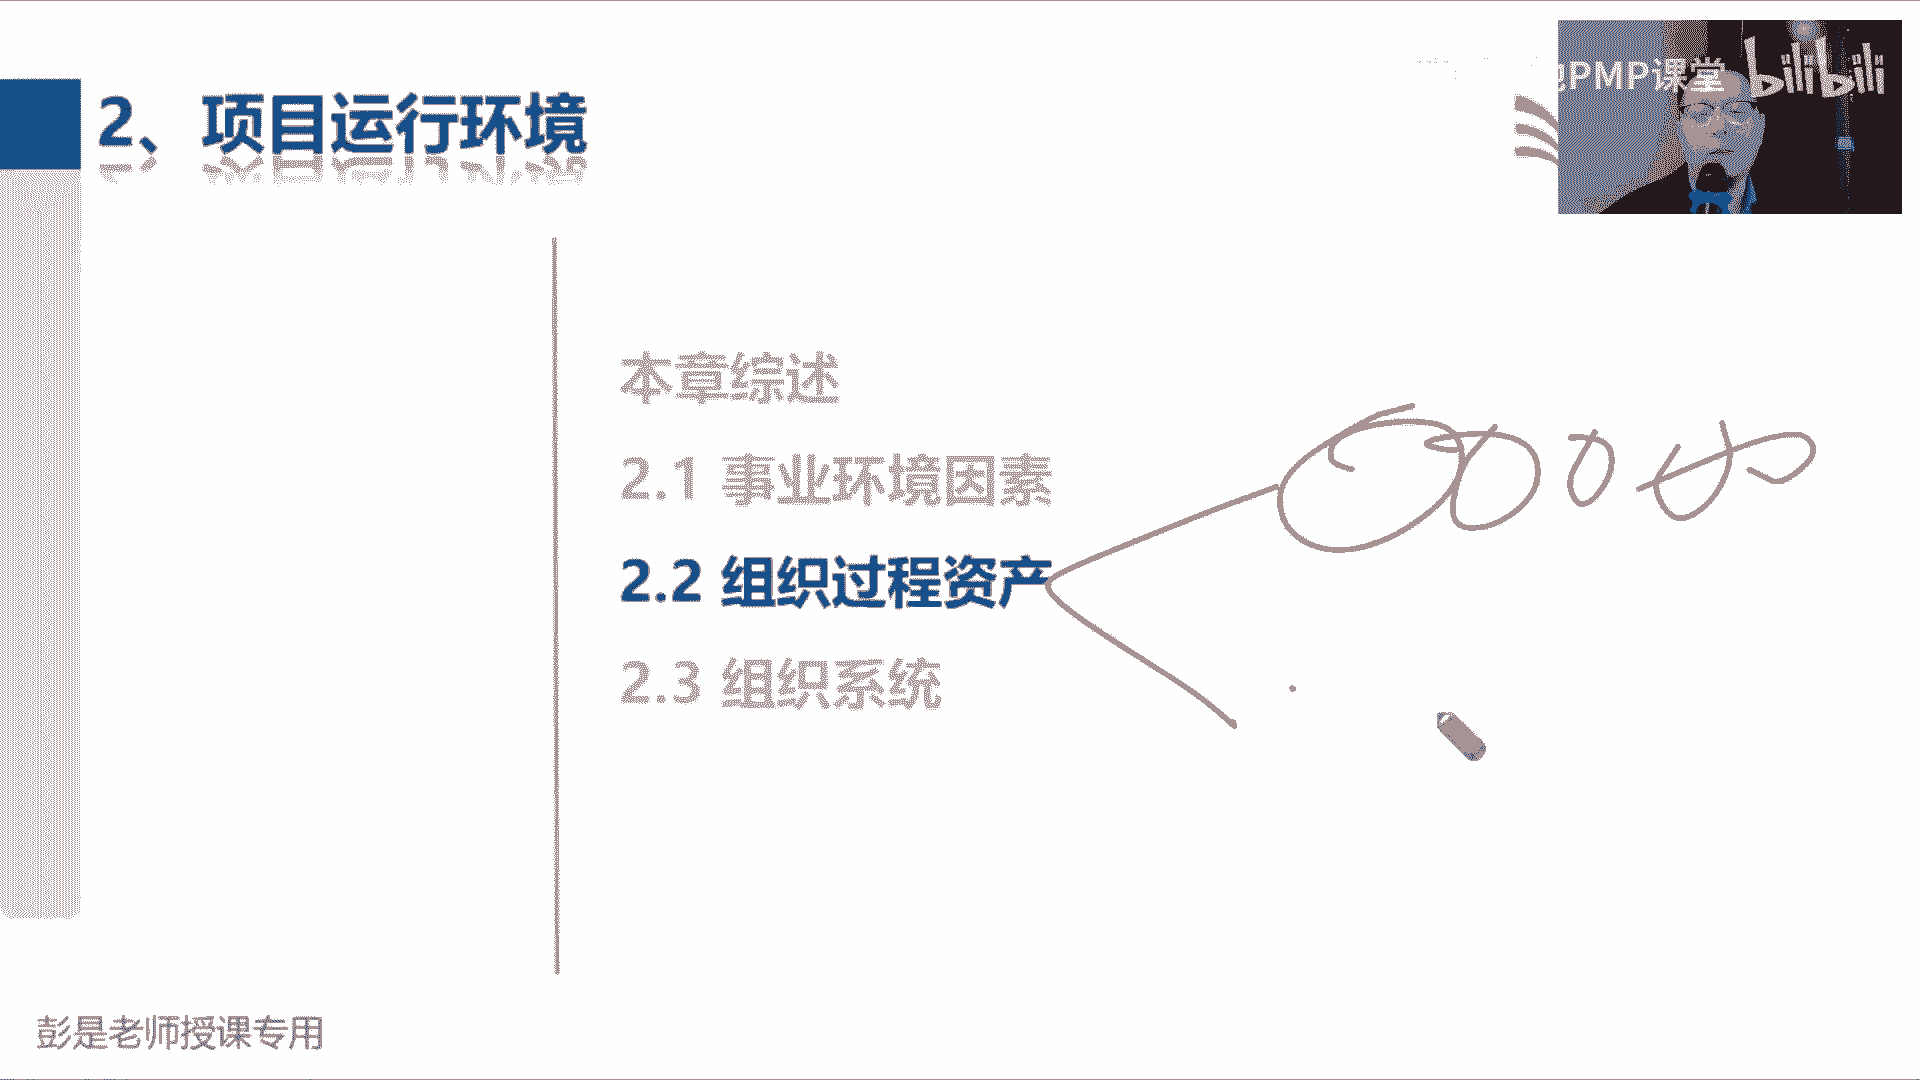 PMP课堂 bilibili
2、项目运行环境
本章综述
2.1 事业环境因素
2.2 组织过程资产
2.3 组织系统
彭是老师授课专用